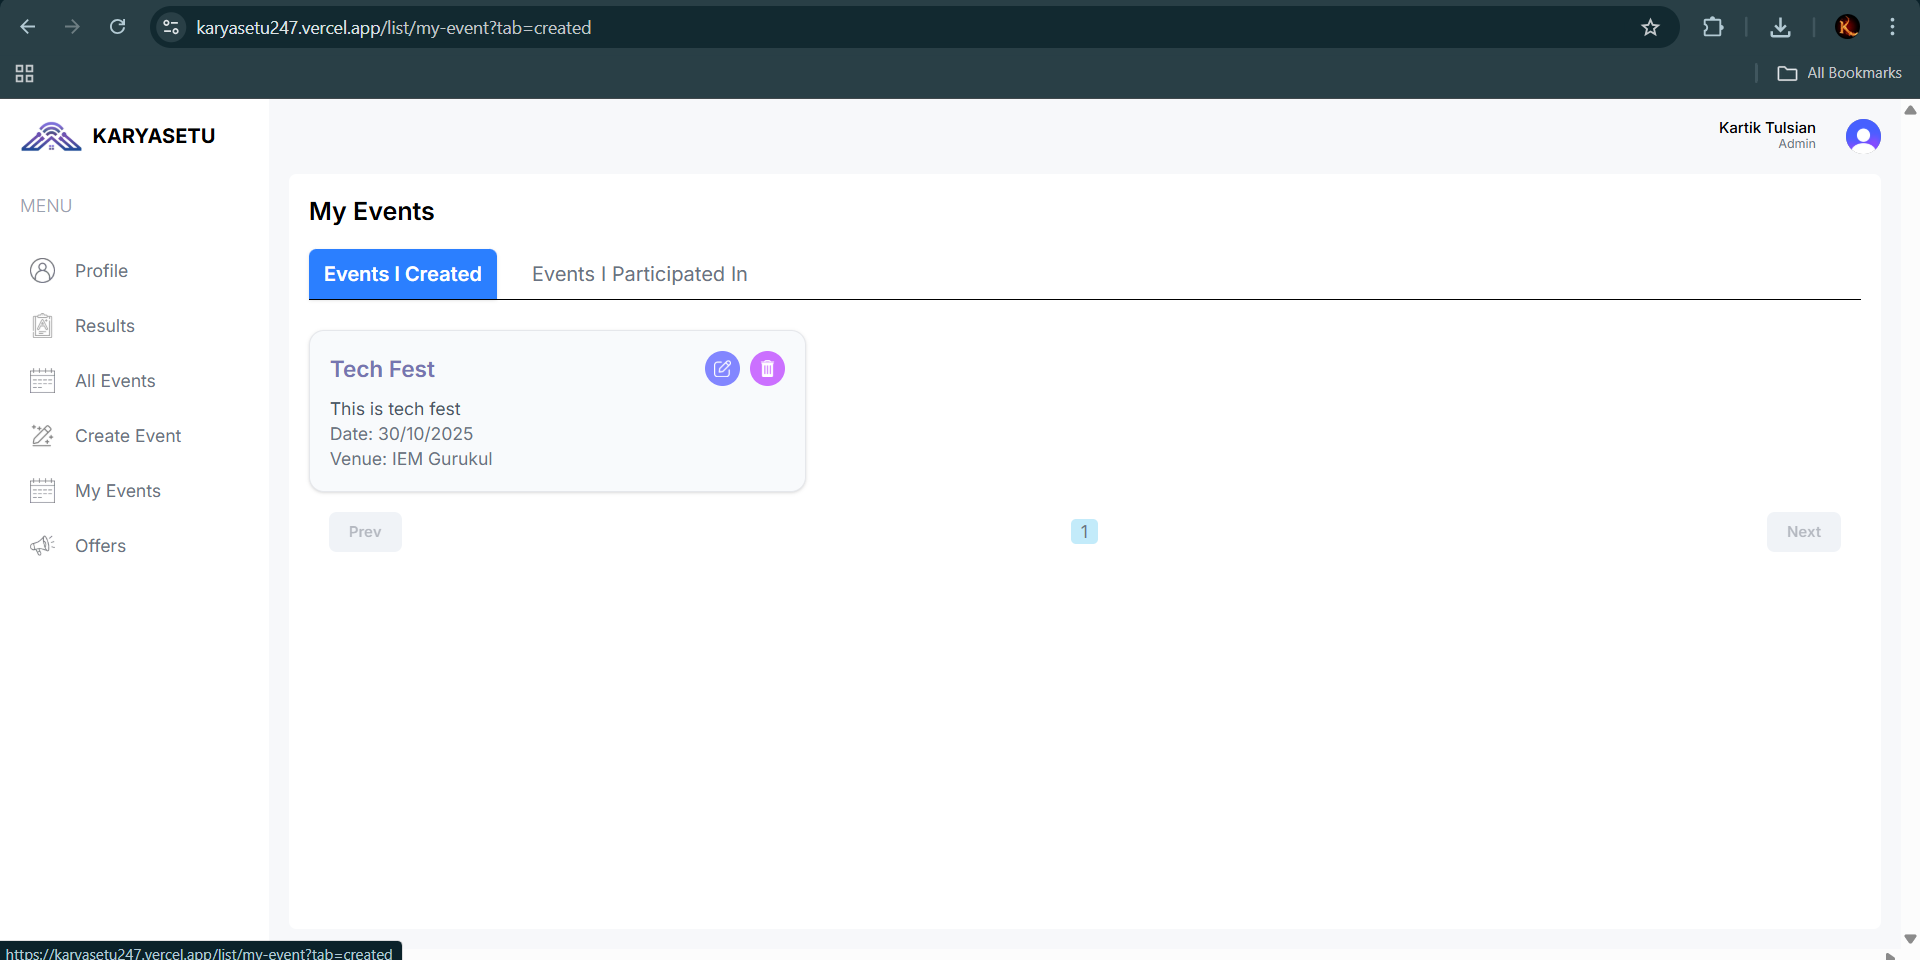 karyasetu247.vercel.app/list/my-event?tab=created
All Bookmarks
KARYASETU
Kartik Tulsian
Admin
MENU
Profile
Results
All Events
Create Event
My Events
Offers
My Events
Events I Created
Events I Participated In
Tech Fest
This is tech fest
Date: 30/10/2025
Venue: IEM Gurukul
Prev
1
Next
https://karyasetu247.vercel.app/list/my-event?tab=created